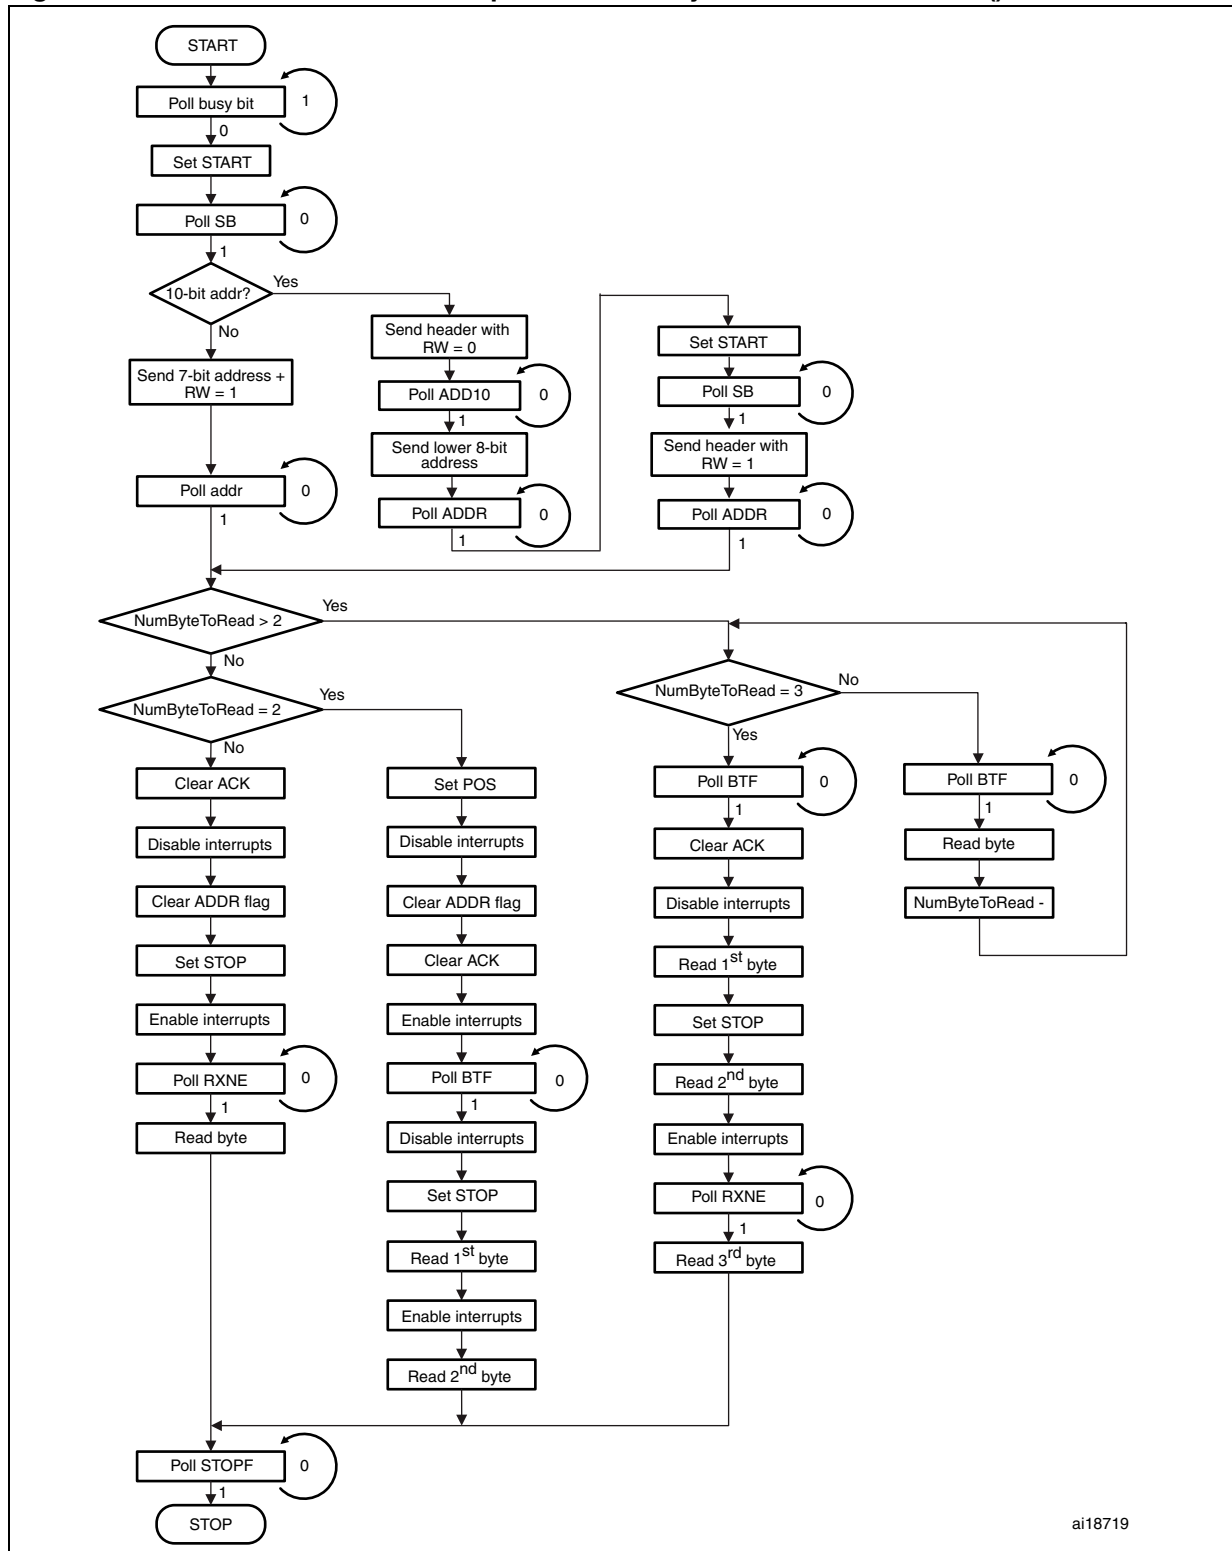 START
Poll busy bit
1
0
Set START
Poll SB
0
1
10-bit addr?
Yes
No
Send 7-bit address +
RW = 1
Poll addr
0
1
Send header with
RW = 0
Poll ADD10
0
1
Send lower 8-bit
address
Poll ADDR
0
1
Set START
Poll SB
0
1
Send header with
RW = 1
Poll ADDR
0
1
NumByteToRead > 2
Yes
No
NumByteToRead = 2
Yes
No
Clear ACK
Disable interrupts
Clear ADDR flag
Set STOP
Enable interrupts
Poll RXNE
0
1
Read byte
Set POS
Disable interrupts
Clear ADDR flag
Clear ACK
Enable interrupts
Poll BTF
0
1
Disable interrupts
Set STOP
Read 1st byte
Enable interrupts
Read 2nd byte
NumByteToRead = 3
No
Yes
Poll BTF
0
1
Clear ACK
Disable interrupts
Read 1st byte
Set STOP
Read 2nd byte
Enable interrupts
Poll RXNE
0
1
Read 3rd byte
Poll BTF
0
1
Read byte
NumByteToRead -
Poll STOPF
0
1
STOP
ai18719